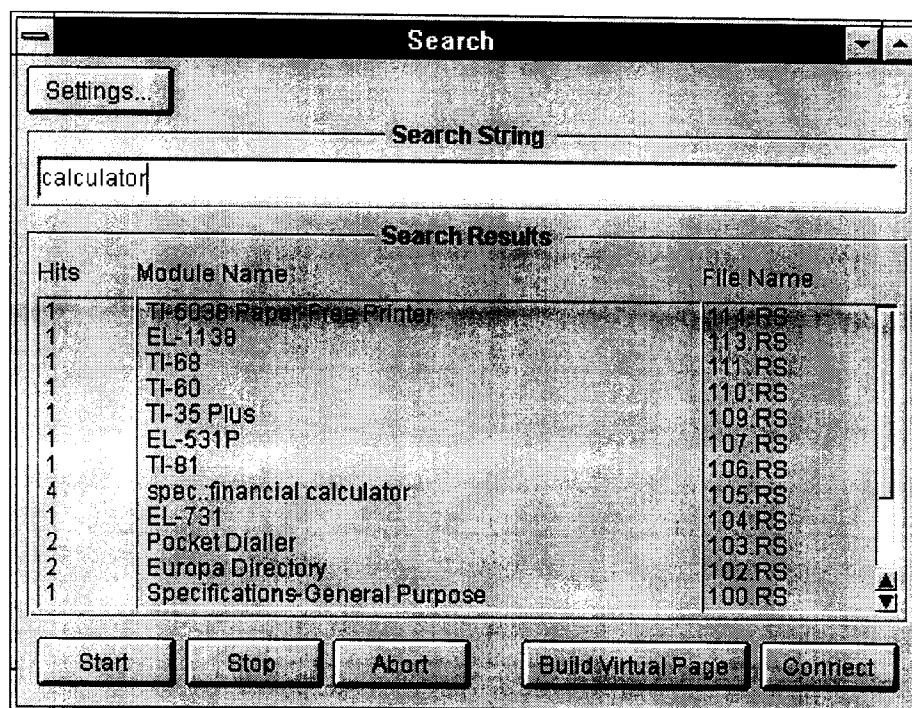 Search
Settings...
Search String
calculator
Search Results
Hits Module Name File Name
1 TI-5038 Paper Free Printer 114.RS
1 EL-1138 113.RS
1 TI-68 111.RS
1 TI-60 110.RS
1 TI-35 Plus 109.RS
1 EL-531P 107.RS
1 TI-81 106.RS
4 spec.:financial calculator 105.RS
1 EL-731 104.RS
2 Pocket Dialler 103.RS
2 Europa Directory 102.RS
1 Specifications-General Purpose 100.RS
Start Stop Abort Build Virtual Page Connect